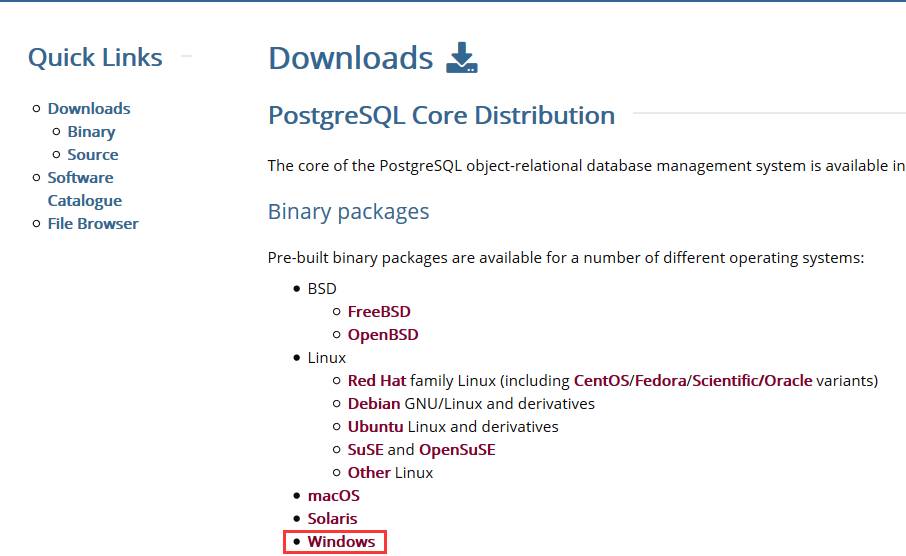 Quick Links
Downloads
Binary
Source
Software
Catalogue
File Browser
Downloads
PostgreSQL Core Distribution
The core of the PostgreSQL object-relational database management system is available in
Binary packages
Pre-built binary packages are available for a number of different operating systems:
BSD
FreeBSD
OpenBSD
Linux
Red Hat family Linux (including CentOS/Fedora/Scientific/Oracle variants)
Debian GNU/Linux and derivatives
Ubuntu Linux and derivatives
SuSE and OpenSuSE
Other Linux
macOS
Solaris
Windows